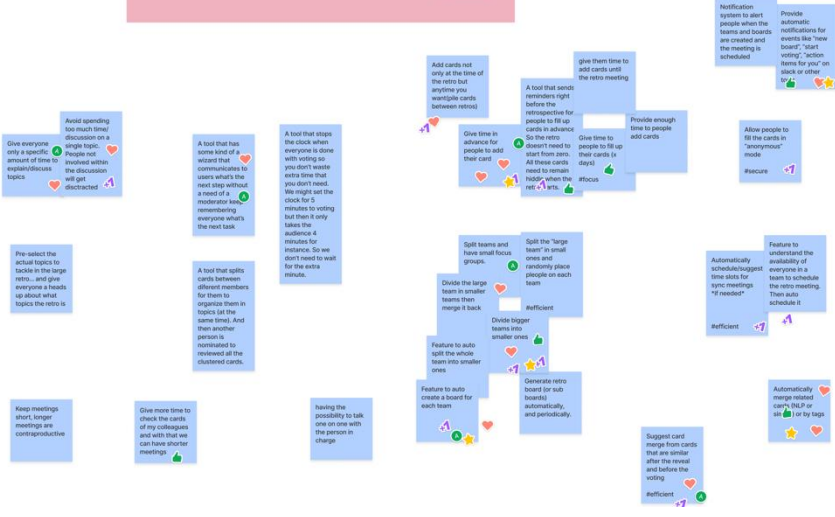 Notification
system to alert
people when the
teams and boards
are created and
the meeting is
scheduled
Provide
automatic
notifications for
events like "new
board", "start
voting", "action
items for you" on
slack or other
Add cards not
only at the time of
the retro but
anytime you
want(pile cards
between retros)
give them time to
add cards until
the retro meeting
A tool that sends
reminders right
before the
retrospective for
people to fill up
cards in advance
So the retro
doesn't need to
start from zero.
All these cards
need to remain
hidden when the
Give time in
advance for
people to add
their card
Give time to
people to fill up
their cards (x
days)
#focus
Provide enough
time to people
add cards
Allow people to
fill the cards in
"anonymous"
mode
#secure
Give everyone
only a specific
amount of time to
explain/discuss
topics
A
Avoid spending
too much time/
discussion on a
single topic.
People not
involved within
the discussion
will get
disctracted
+1
A tool that has
some kind of a
wizard that
communicates to
users what's the
next step without
a need of a
moderator keep
remembering
everyone what's
the next task
A
A tool that stops
the clock when
everyone is done
with voting so
you don't waste
extra time that
you don't need.
We might set the
clock for 5
minutes to voting
but then it only
takes the
audience 4
minutes for
instance. So we
don't need to wait
for the extra
minute.
Pre-select the
actual topics to
tackle in the large
retro... and give
everyone a heads
up about what
topics the retro is
A tool that splits
cards between
diferent members
for them to
organize them in
topics (at the
same time). And
then another
person is
nominated to
reviewed all the
clustered cards.
Split teams and
have small focus
groups.
A
Split the "large
team" in small
ones and
randomly place
pleople on each
team
#efficient
Divide the large
team in smaller
teams then
merge it back
Divide bigger
teams into
smaller ones
+1
Feature to auto
split the whole
team into smaller
ones
Feature to auto
create a board for
each team
+1
A
Generate retro
board (or sub
boards)
automatically,
and periodically.
Automatically
schedule/suggest
time slots for
sync meetings
*if needed*
#efficient
+1
Feature to
understand the
availability of
everyone in a
team to schedule
the retro meeting.
Then auto
schedule it
+1
Keep meetings
short, longer
meetings are
contraproductive
Give more time to
check the cards
of my colleagues
and with that we
can have shorter
meetings
having the
possibility to talk
one on one with
the person in
charge
Automatically
merge related
cards (NLP or
or by tags
Suggest card
merge from cards
that are similar
after the reveal
and before the
voting
#efficient
+1
A